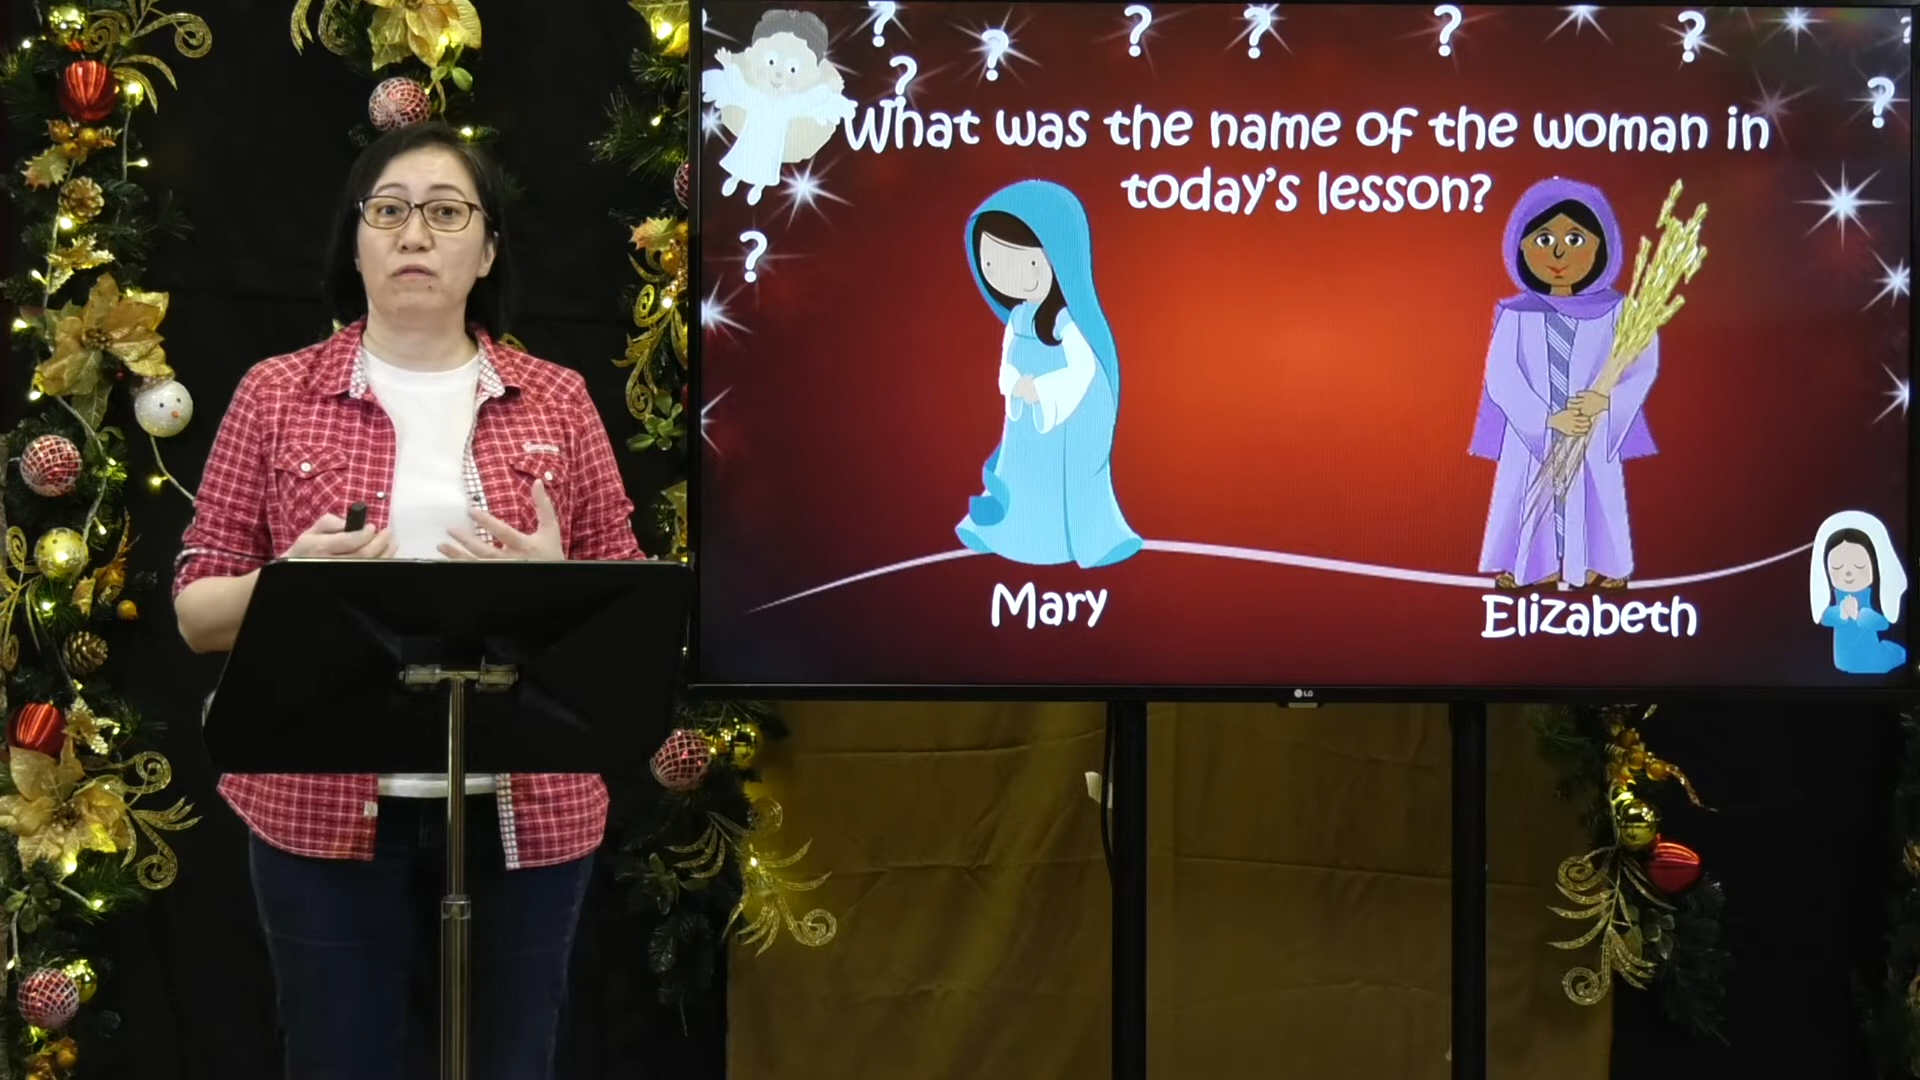 What was the name of the woman in
today's lesson?
Mary
Elizabeth
LG